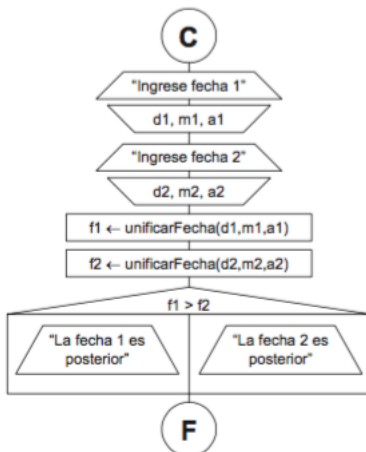 C
"Ingrese fecha 1"
d1, m1, a1
"Ingrese fecha 2"
d2, m2, a2
f1 ← unificarFecha(d1,m1,a1)
f2 ← unificarFecha(d2,m2,a2)
f1 > f2
"La fecha 1 es
posterior"
"La fecha 2 es
posterior"
F